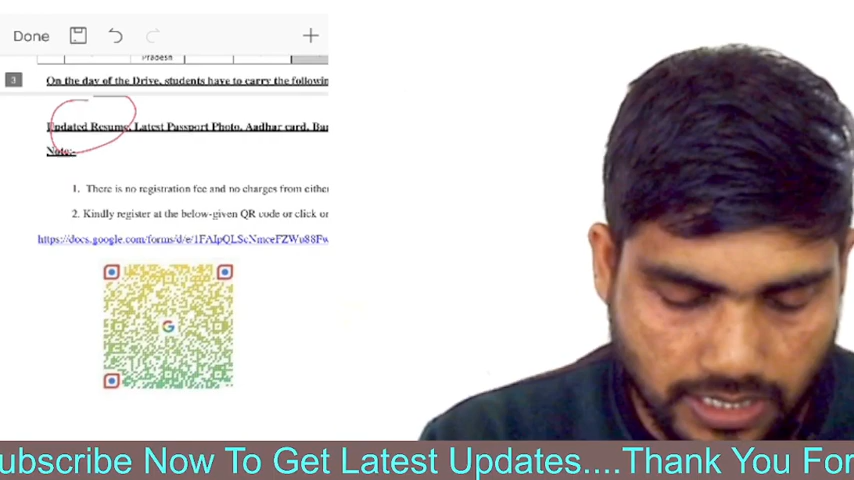 Done
Pradesh
3
On the day of the Drive, students have to carry the followin
Updated Resume, Latest Passport Photo, Aadhar card, Ba
Note:-
1. There is no registration fee and no charges from either
2. Kindly register at the below-given QR code or click or
https://docs.google.com/forms/d/e/1FAIpQLScNmceFZWu88Fw
G
ubscribe Now To Get Latest Updates....Thank You For